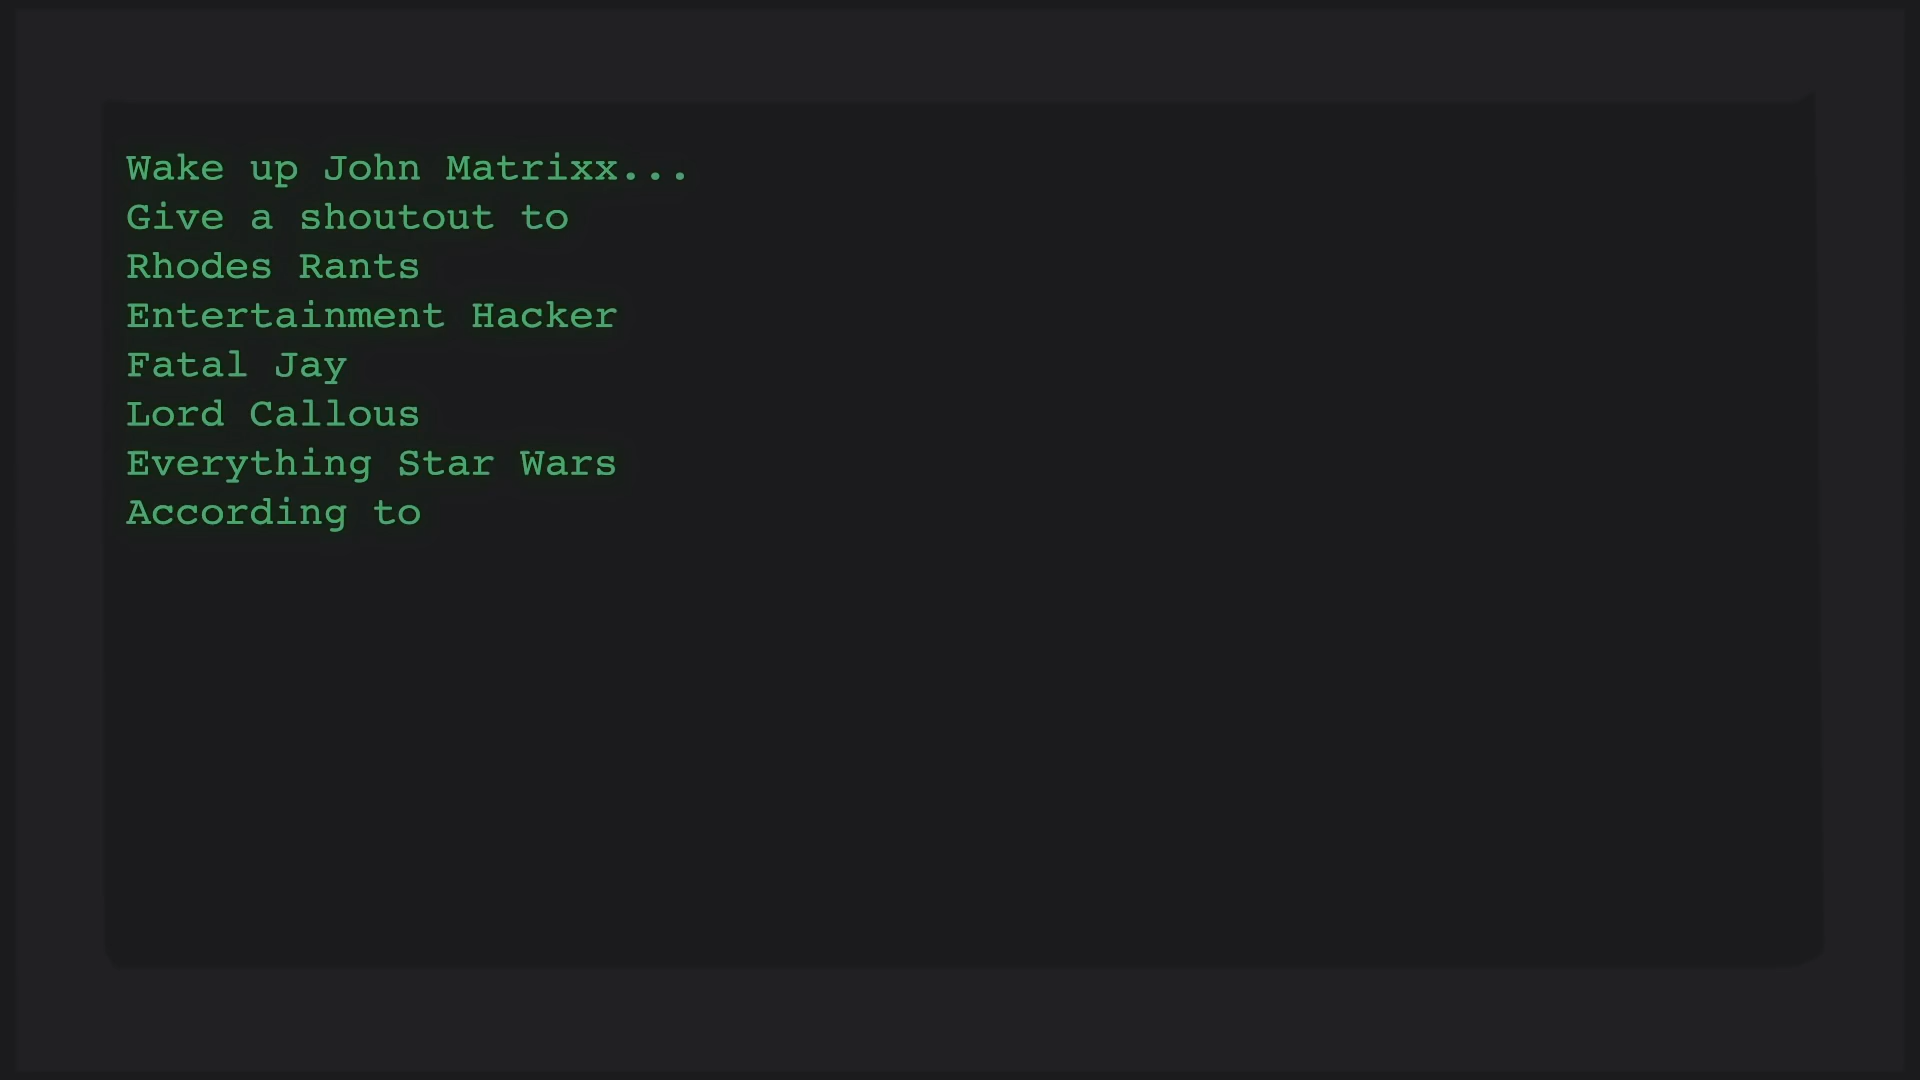 Wake up John Matrixx...
Give a shoutout to
Rhodes Rants
Entertainment Hacker
Fatal Jay
Lord Callous
Everything Star Wars
According to